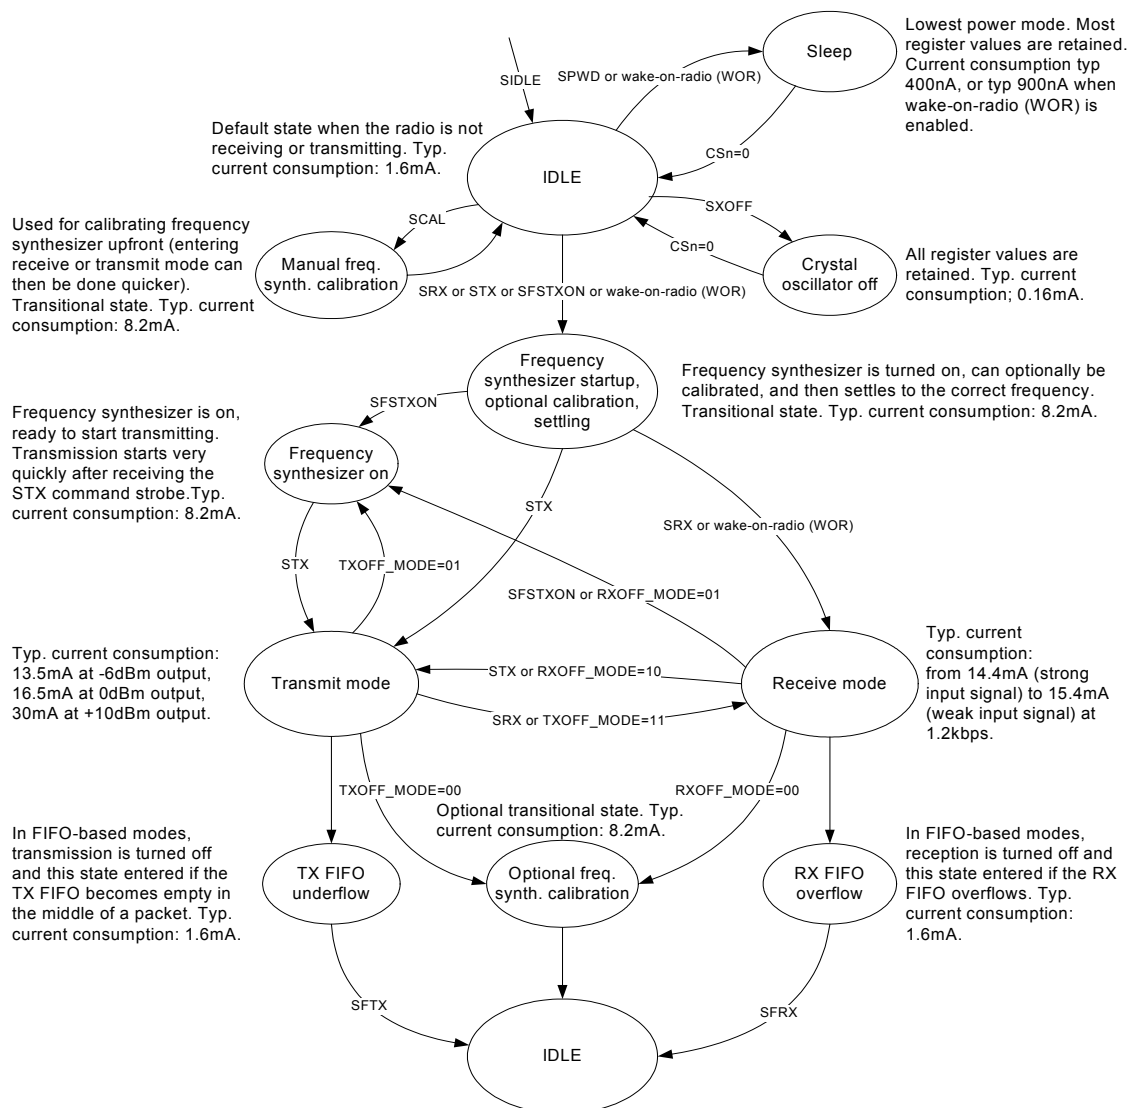 Sleep
Lowest power mode. Most
register values are retained.
Current consumption typ
400nA, or typ 900nA when
wake-on-radio (WOR) is
enabled.
SPWD or wake-on-radio (WOR)
SIDLE
Default state when the radio is not
receiving or transmitting. Typ.
current consumption: 1.6mA.
CSn=0
IDLE
SXOFF
SCAL
CSn=0
Used for calibrating frequency
synthesizer upfront (entering
receive or transmit mode can
then be done quicker).
Transitional state. Typ. current
consumption: 8.2mA.
Manual freq.
synth. calibration
Crystal
oscillator off
All register values are
retained. Typ. current
consumption; 0.16mA.
SRX or STX or SFSTXON or wake-on-radio (WOR)
Frequency
synthesizer startup,
optional calibration,
settling
Frequency synthesizer is turned on, can optionally be
calibrated, and then settles to the correct frequency.
Transitional state. Typ. current consumption: 8.2mA.
SFSTXON
Frequency synthesizer is on,
ready to start transmitting.
Transmission starts very
quickly after receiving the
STX command strobe.Typ.
current consumption: 8.2mA.
Frequency
synthesizer on
STX
SRX or wake-on-radio (WOR)
STX
TXOFF_MODE=01
SFSTXON or RXOFF_MODE=01
Typ. current consumption:
13.5mA at -6dBm output,
16.5mA at 0dBm output,
30mA at +10dBm output.
Transmit mode
STX or RXOFF_MODE=10
SRX or TXOFF_MODE=11
Receive mode
Typ. current
consumption:
from 14.4mA (strong
input signal) to 15.4mA
(weak input signal) at
1.2kbps.
TXOFF_MODE=00
RXOFF_MODE=00
Optional transitional state. Typ.
current consumption: 8.2mA.
In FIFO-based modes,
transmission is turned off
and this state entered if the
TX FIFO becomes empty in
the middle of a packet. Typ.
current consumption: 1.6mA.
TX FIFO
underflow
Optional freq.
synth. calibration
RX FIFO
overflow
In FIFO-based modes,
reception is turned off and
this state entered if the RX
FIFO overflows. Typ.
current consumption:
1.6mA.
SFTX
SFRX
IDLE